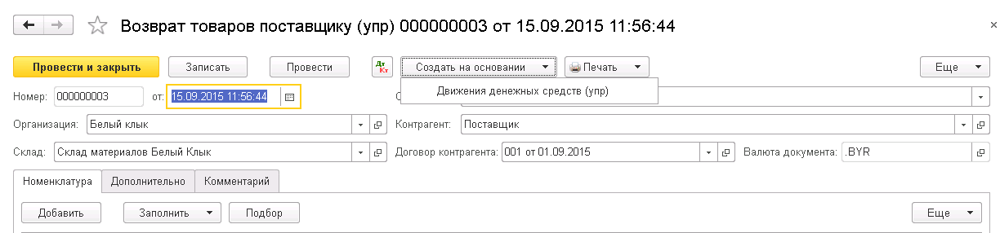 Возврат товаров поставщику (упр) 000000003 от 15.09.2015 11:56:44
Провести и закрыть Записать Провести Дт Кт Создать на основании Печать Еще
Движения денежных средств (упр)
Номер: 000000003 от: 15.09.2015 11:56:44
Организация: Белый клык Контрагент: Поставщик
Склад: Склад материалов Белый Клык Договор контрагента: 001 от 01.09.2015 Валюта документа: .BYR
Номенклатура Дополнительно Комментарий
Добавить Заполнить Подбор Еще